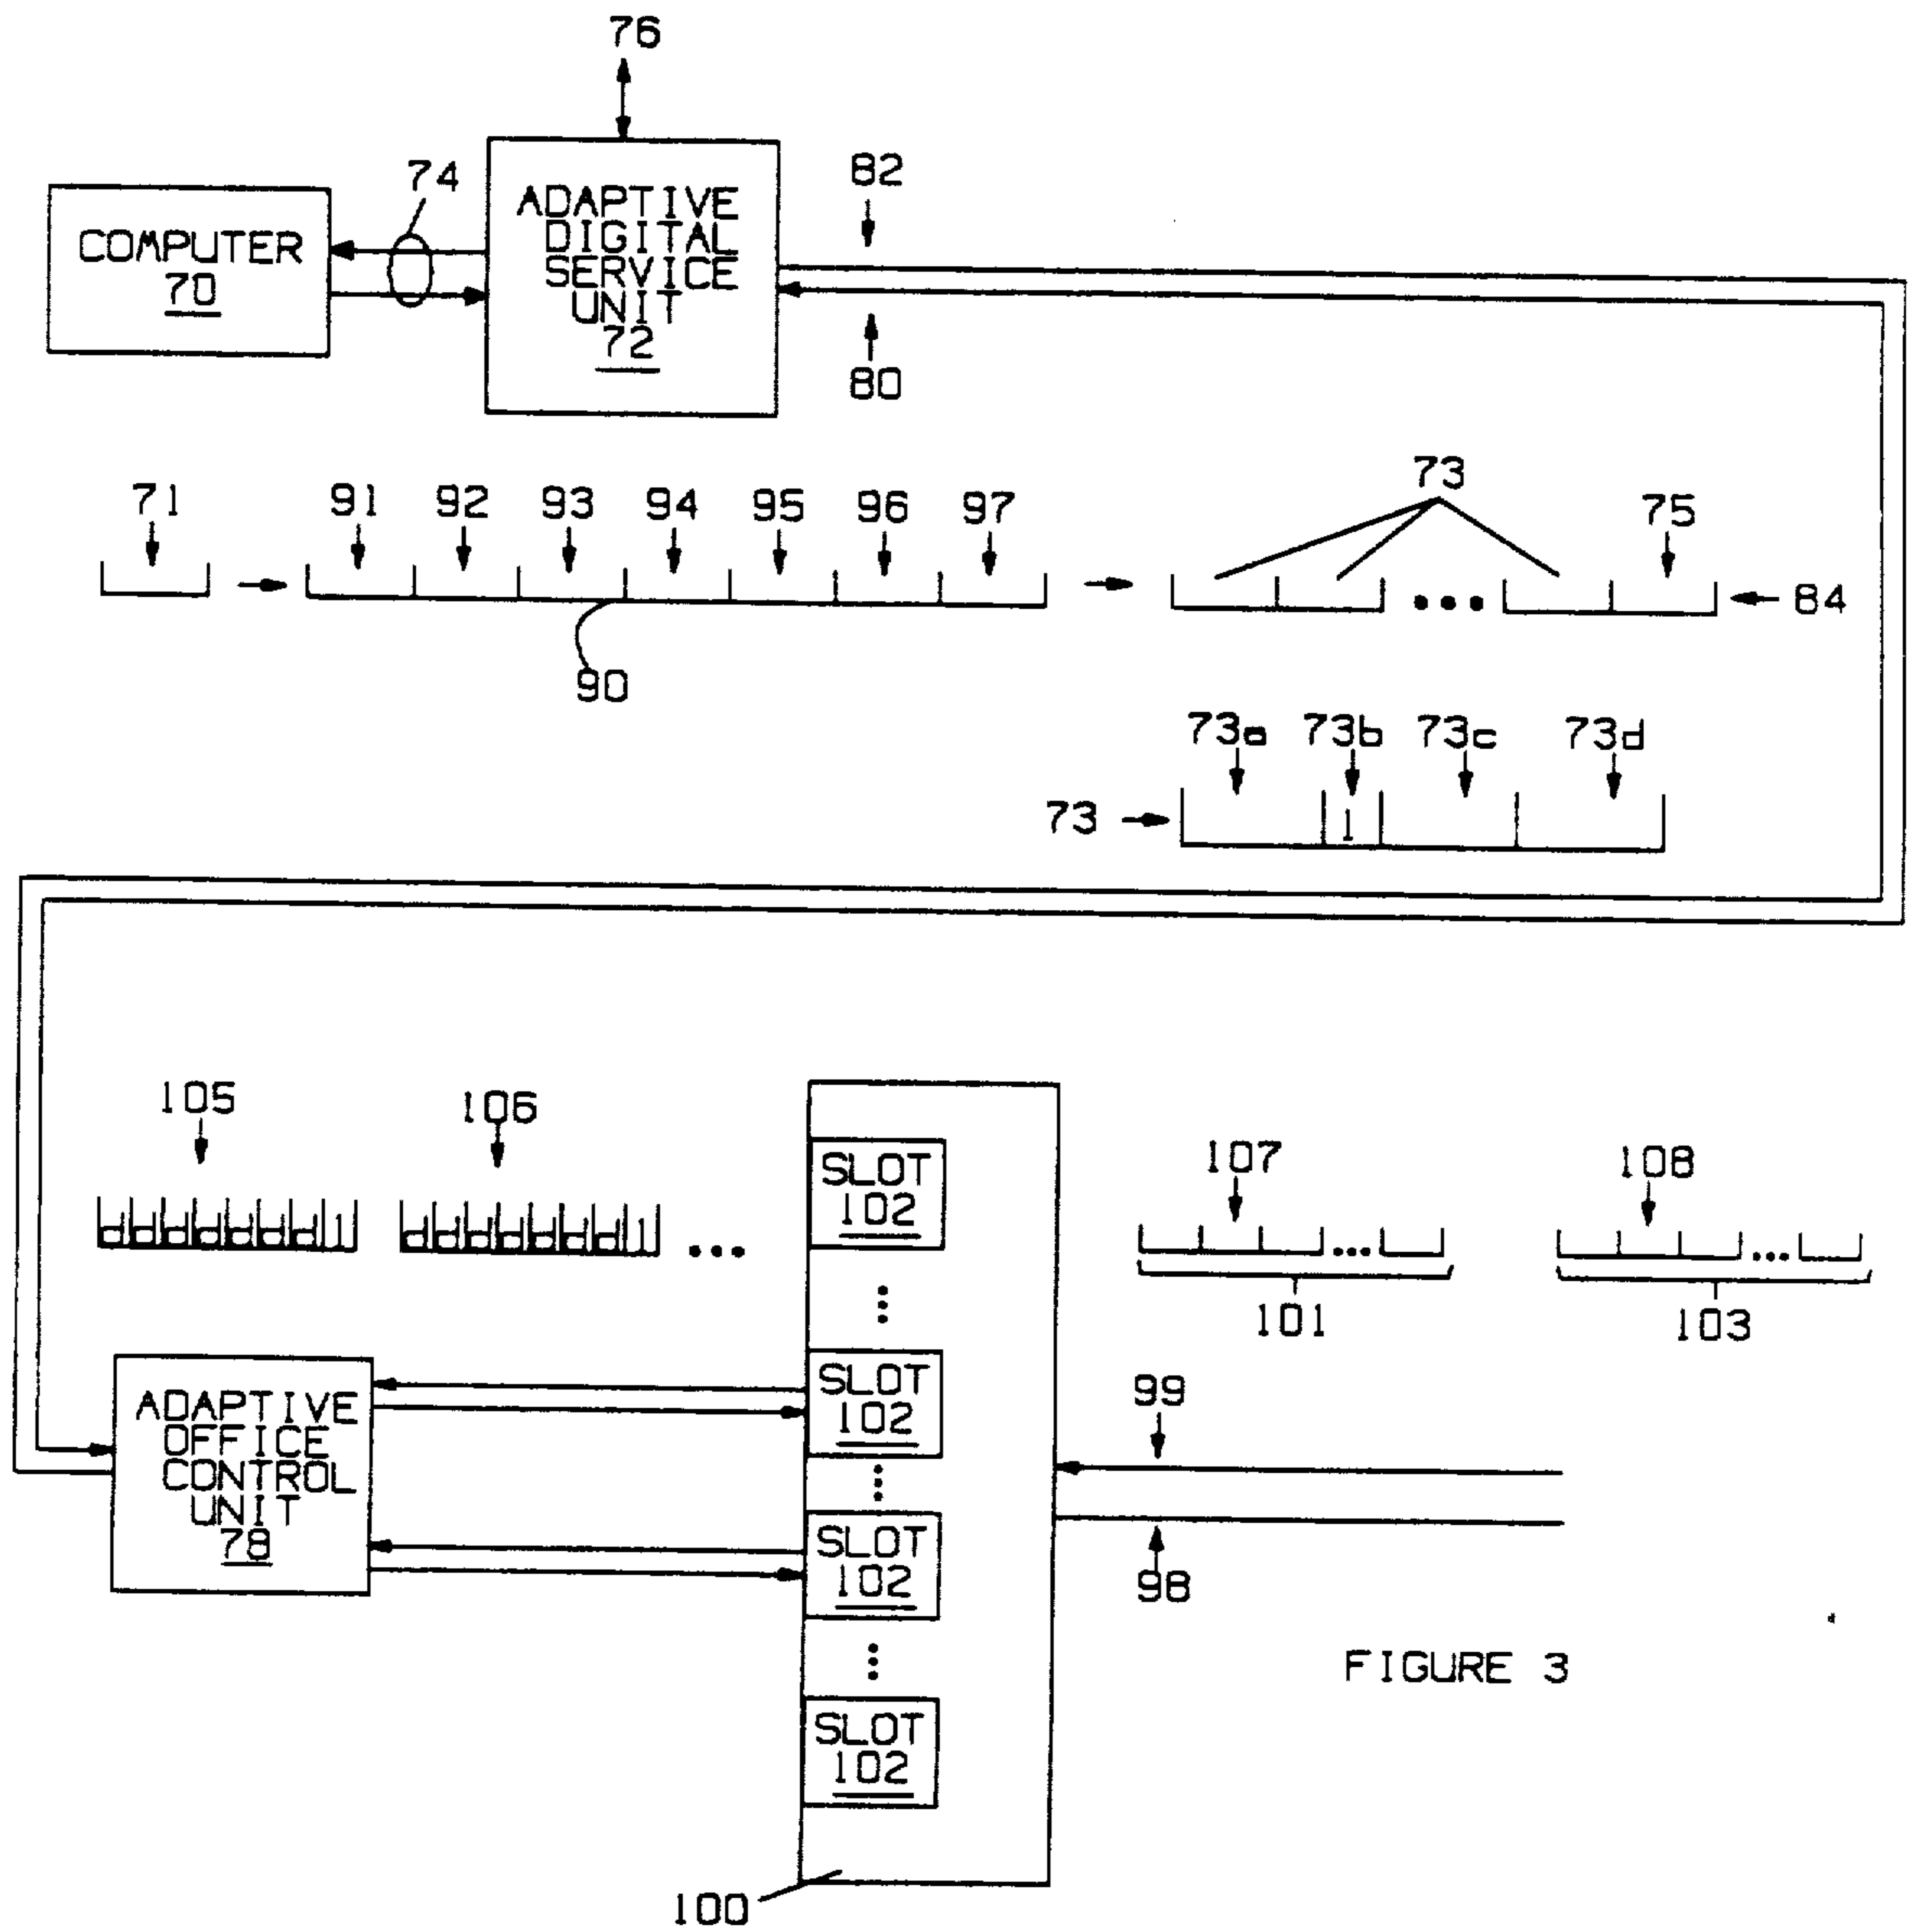 76
82
74
COMPUTER
70
ADAPTIVE
DIGITAL
SERVICE
UNIT
72
80
71
91
92
93
94
95
96
97
73
75
84
90
73a
73b
73c
73d
73
1
105
106
107
108
ddddddd1
ddddddd1
SLOT
102
101
103
SLOT
102
99
ADAPTIVE
OFFICE
CONTROL
UNIT
78
SLOT
102
98
FIGURE 3
SLOT
102
100